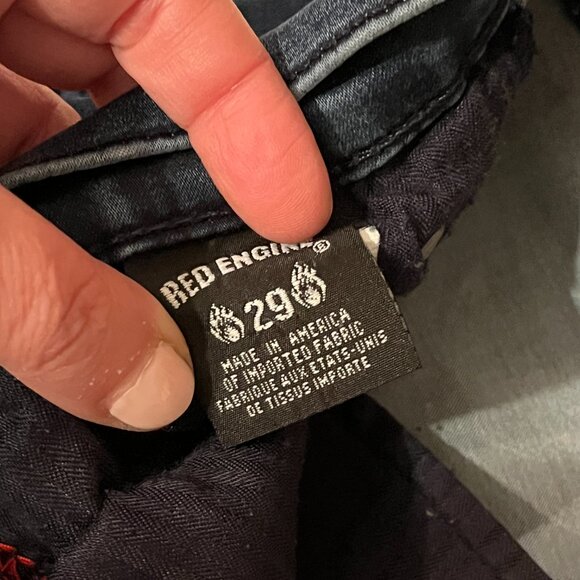 RED ENGINE®
29
MADE IN AMERICA
OF IMPORTED FABRIC
FABRIQUE AUX ETATS-UNIS
DE TISSUS IMPORTE